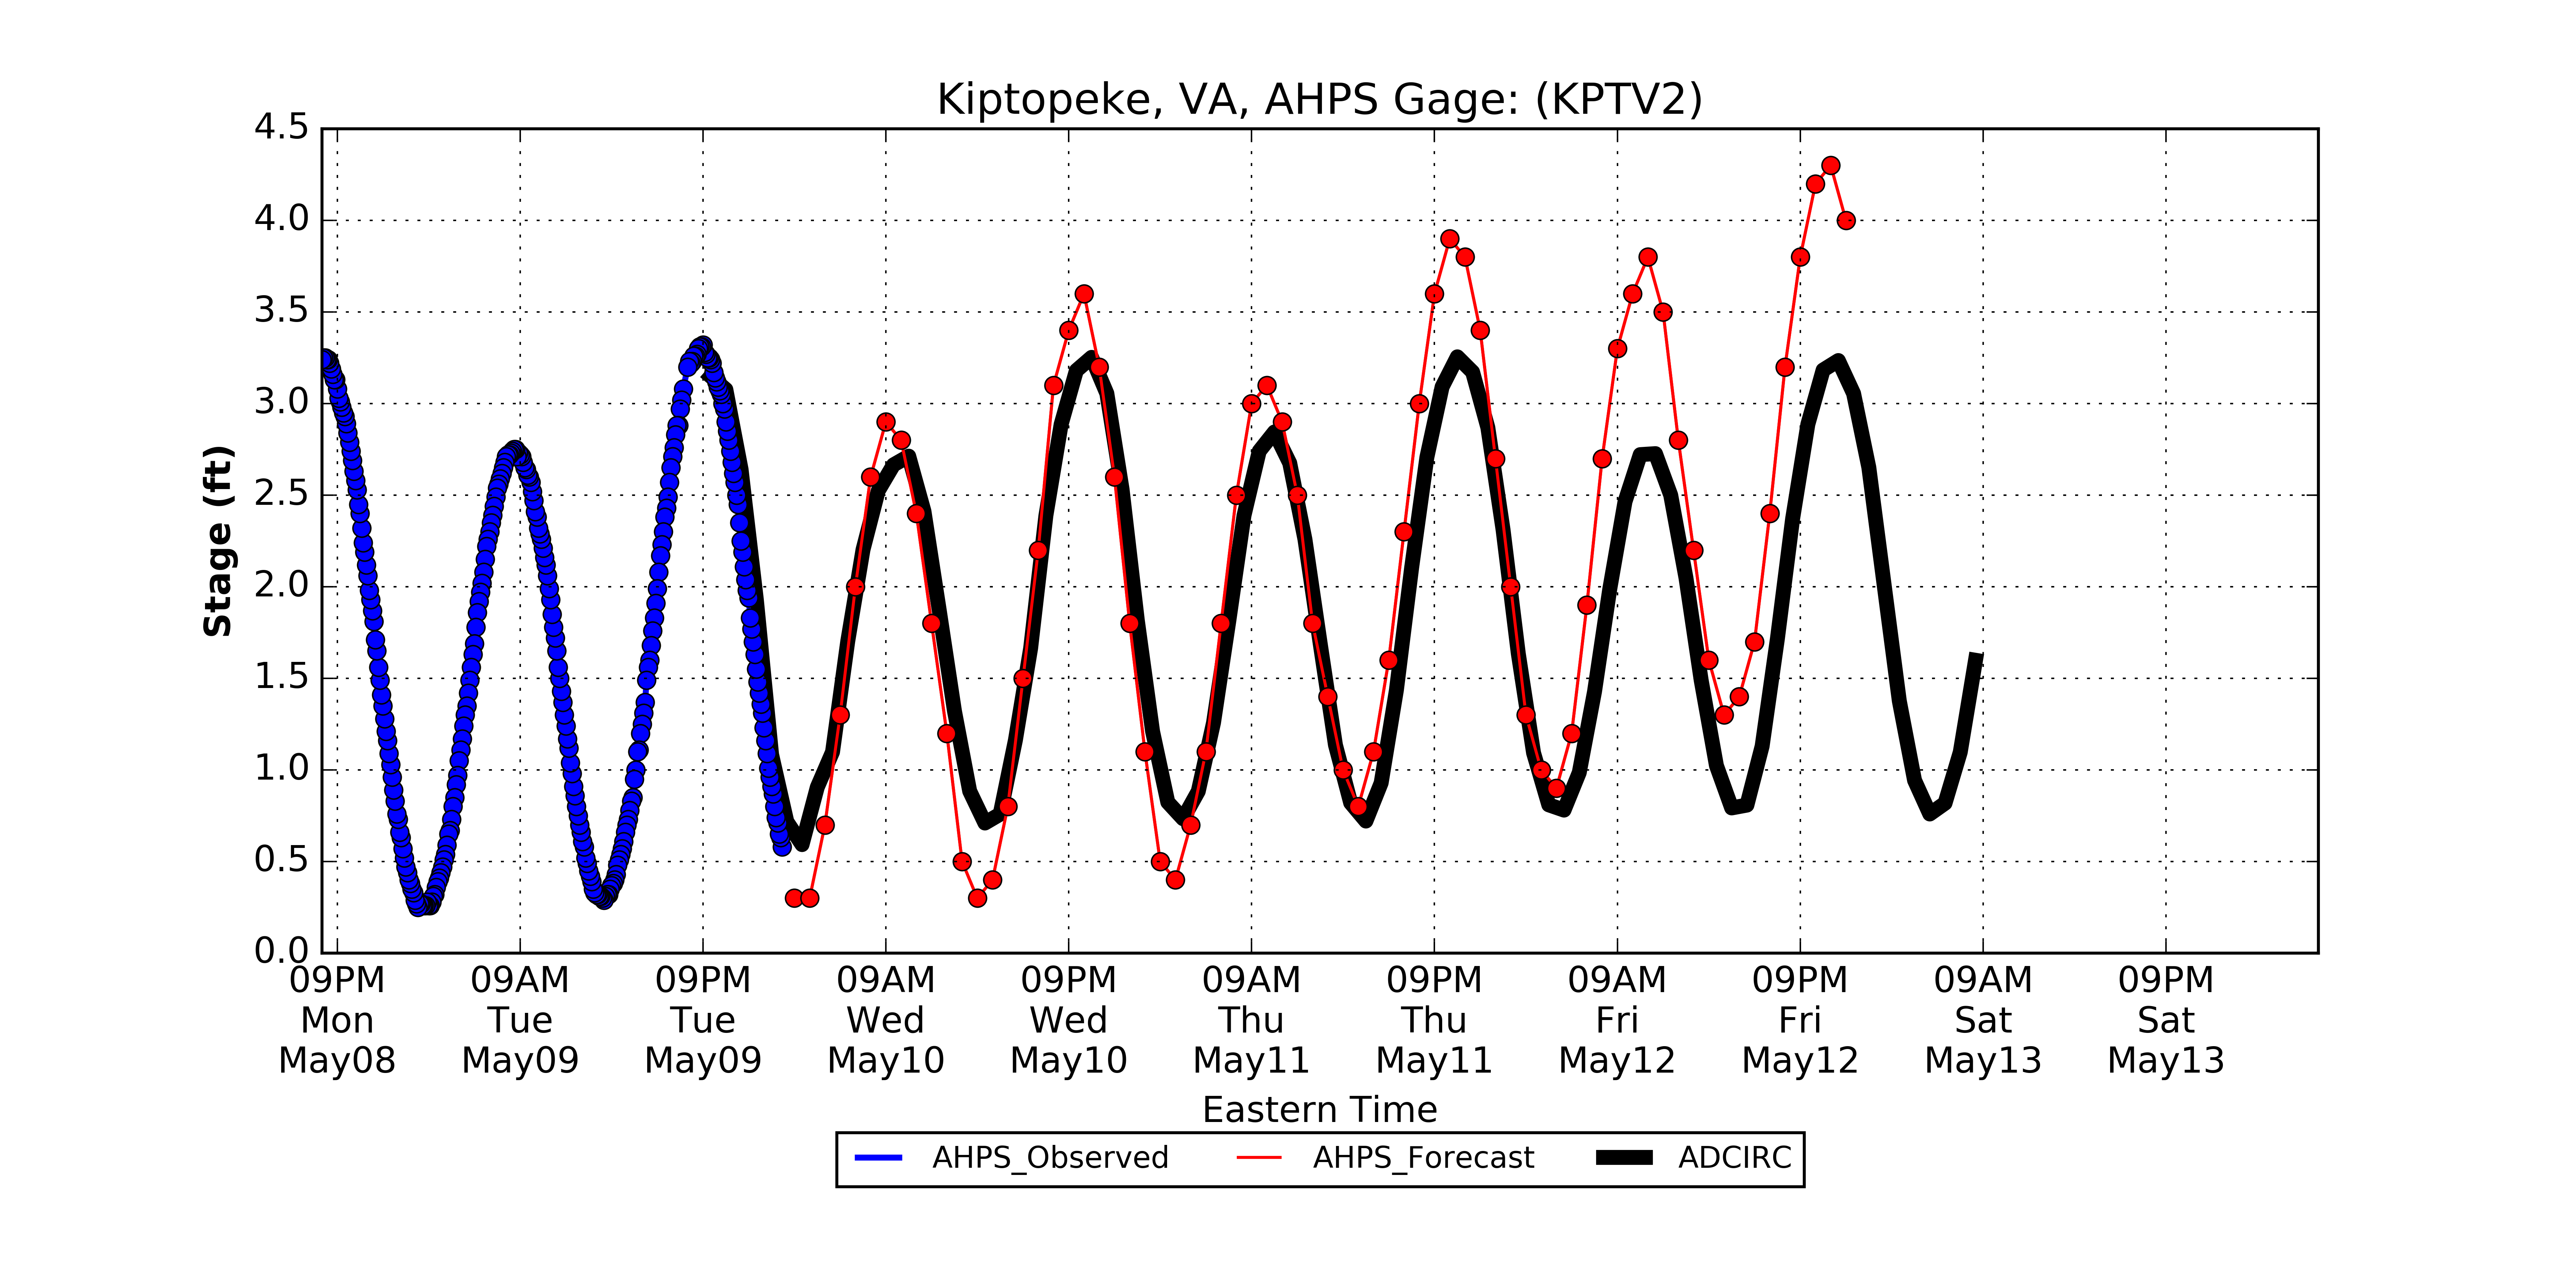 Kiptopeke, VA, AHPS Gage: (KPTV2)
4.5
4.0
3.5
3.0
2.5
2.0
1.5
1.0
0.5
0.0
Stage (ft)
09PM 09AM 09PM 09AM 09PM 09AM 09PM 09AM 09PM 09AM 09PM
Mon Tue Tue Wed Wed Thu Thu Fri Fri Sat Sat
May08 May09 May09 May10 May10 May11 May11 May12 May12 May13 May13
Eastern Time
AHPS_Observed AHPS_Forecast ADCIRC